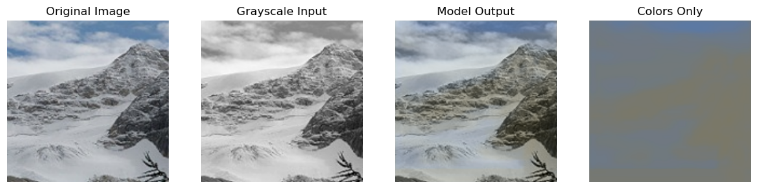 Original Image
Grayscale Input
Model Output
Colors Only